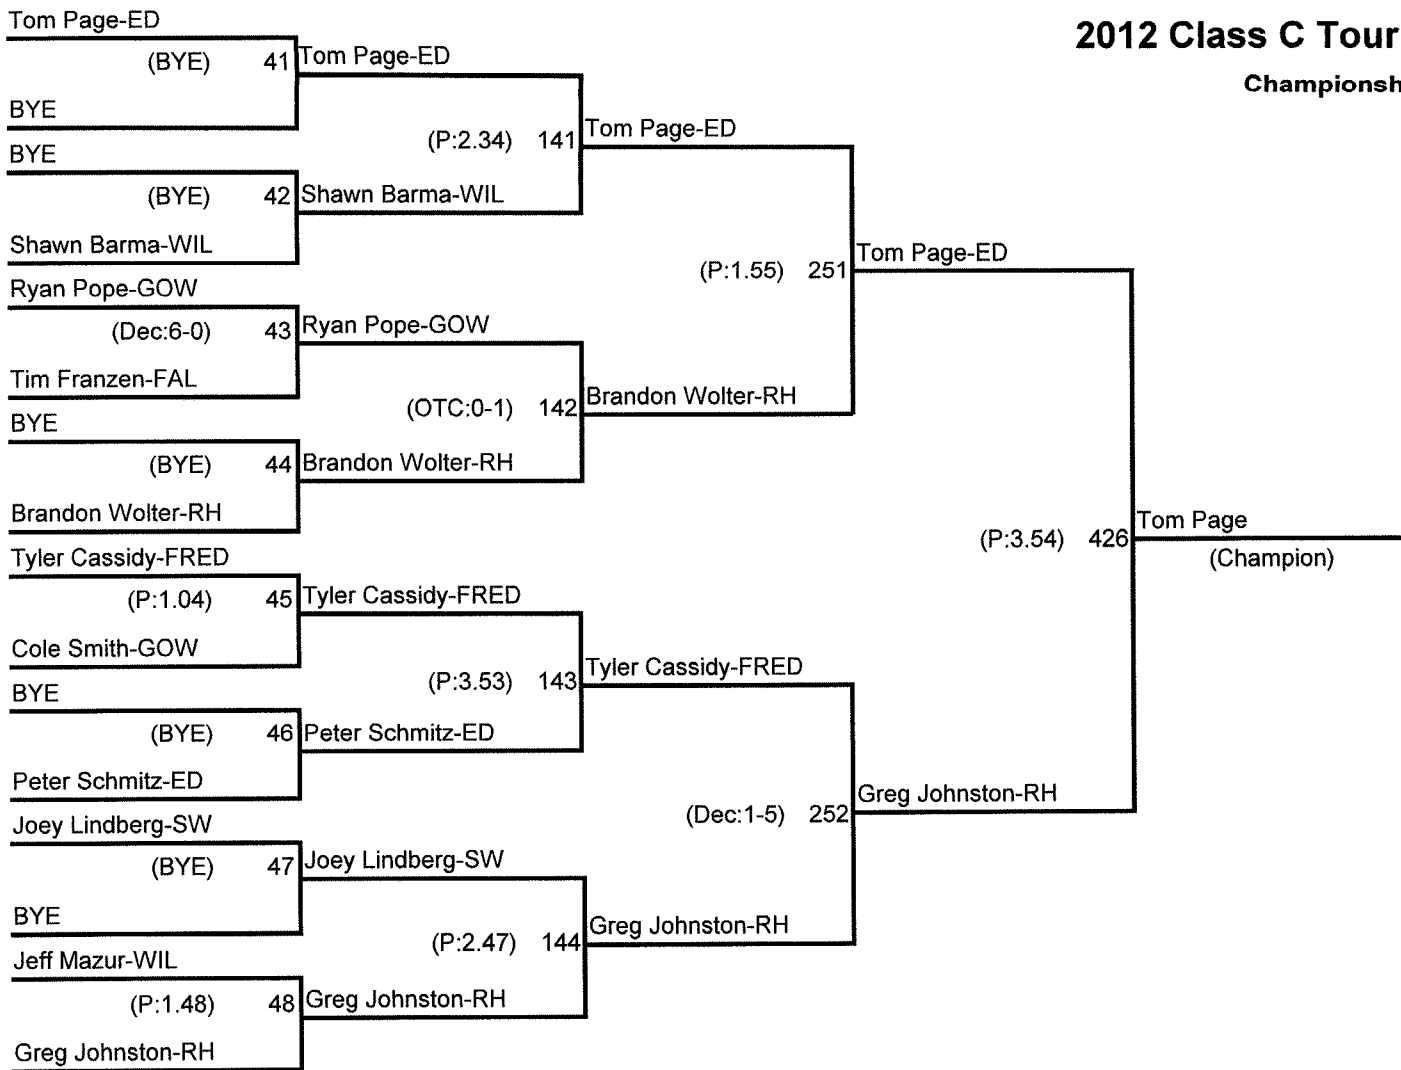 2012 Class C Tour
Championsh
Tom Page-ED
(BYE) 41
BYE
BYE
(BYE) 42
Shawn Barma-WIL
Ryan Pope-GOW
(Dec:6-0) 43
Tim Franzen-FAL
BYE
(BYE) 44
Brandon Wolter-RH
Tyler Cassidy-FRED
(P:1.04) 45
Cole Smith-GOW
BYE
(BYE) 46
Peter Schmitz-ED
Joey Lindberg-SW
(BYE) 47
BYE
Jeff Mazur-WIL
(P:1.48) 48
Greg Johnston-RH
Tom Page-ED
(P:2.34) 141
Shawn Barma-WIL
Ryan Pope-GOW
(OTC:0-1) 142
Brandon Wolter-RH
Tyler Cassidy-FRED
(P:3.53) 143
Peter Schmitz-ED
Joey Lindberg-SW
(P:2.47) 144
Greg Johnston-RH
Tom Page-ED
(P:1.55) 251
Brandon Wolter-RH
Tyler Cassidy-FRED
(Dec:1-5) 252
Greg Johnston-RH
Tom Page-ED
(P:3.54) 426
Greg Johnston-RH
Tom Page
(Champion)